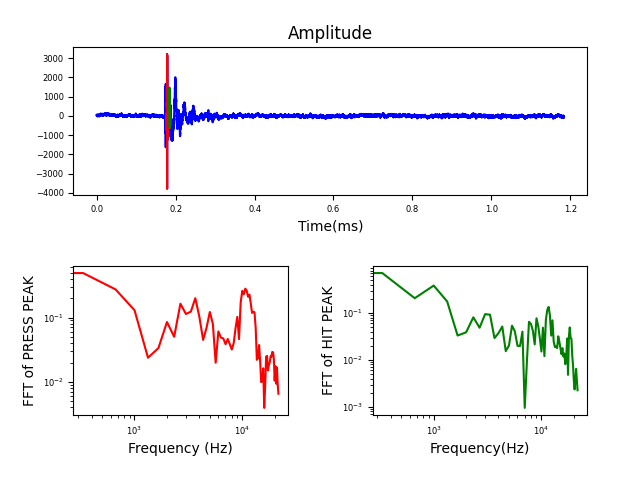 Amplitude
3000
2000
1000
0
−1000
−2000
−3000
−4000
0.0 0.2 0.4 0.6 0.8 1.0 1.2
Time(ms)
FFT of PRESS PEAK
10⁻¹
10⁻²
10³ 10⁴
Frequency (Hz)
FFT of HIT PEAK
10⁻¹
10⁻²
10⁻³
10³ 10⁴
Frequency(Hz)